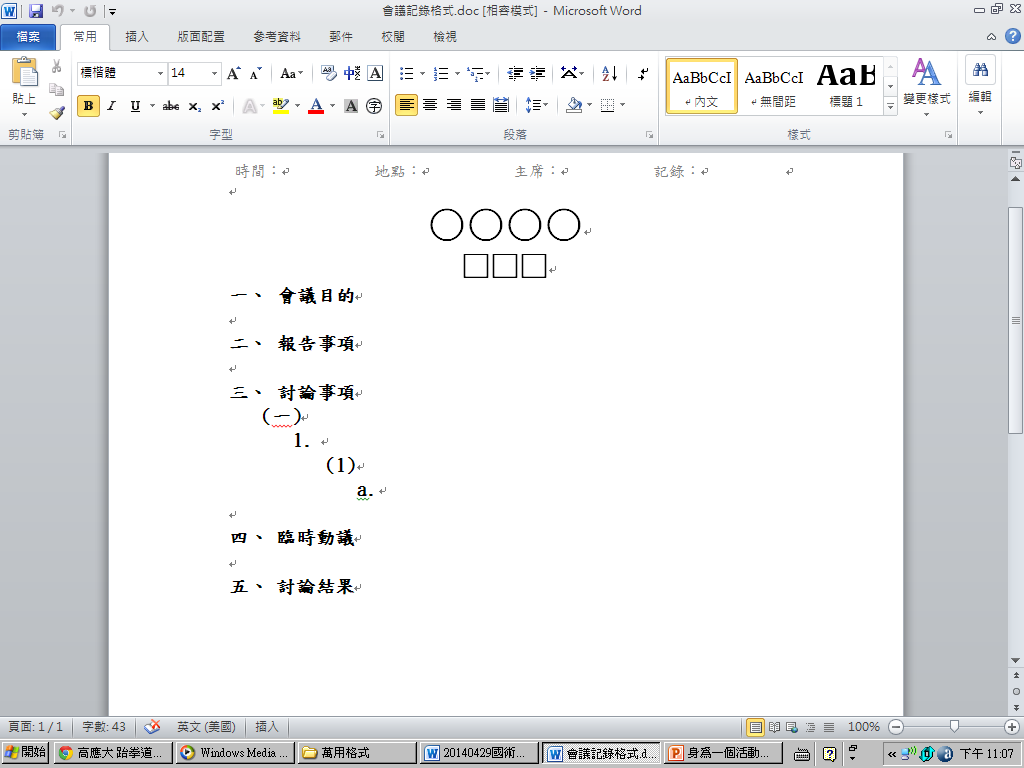 會議記錄格式.doc [相容模式] - Microsoft Word
檔案 常用 插入 版面配置 參考資料 郵件 校閱 檢視
標楷體 14 A A Aa 中文 A AaBbCcI AaBbCcI AaB
貼上 B I U abc x₂ x² A ab A A 字 內文 無間距 標題 1 變更樣式 編輯
剪貼簿 字型 段落 樣式
時間： 地點： 主席： 記錄：
○○○○
□□□
一、 會議目的
二、 報告事項
三、 討論事項
(一)
1.
(1)
a.
四、 臨時動議
五、 討論結果
頁面: 1 / 1 字數: 43 英文 (美國) 插入 100%
開始 高應大 跆拳道... Windows Media ... 萬用格式 20140429國術... 會議記錄格式.d... 身為一個活動... 下午 11:07